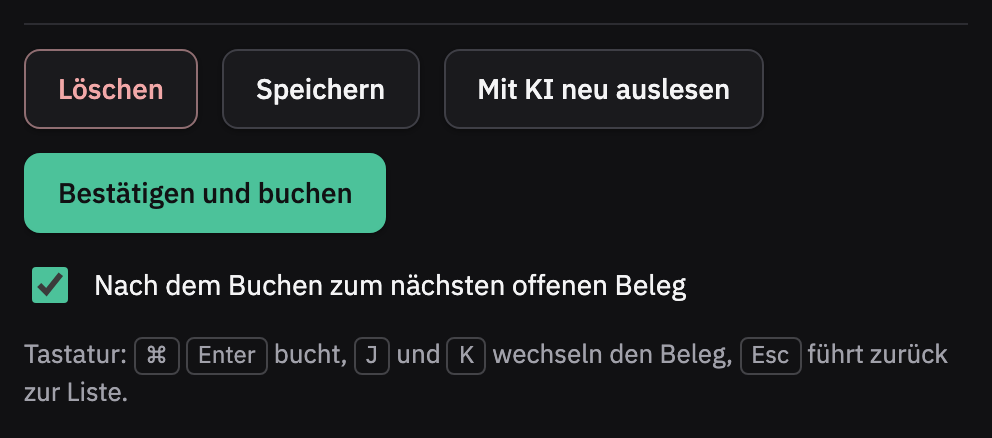 Löschen Speichern Mit KI neu auslesen
Bestätigen und buchen
Nach dem Buchen zum nächsten offenen Beleg
Tastatur: ⌘ Enter bucht, J und K wechseln den Beleg, Esc führt zurück
zur Liste.